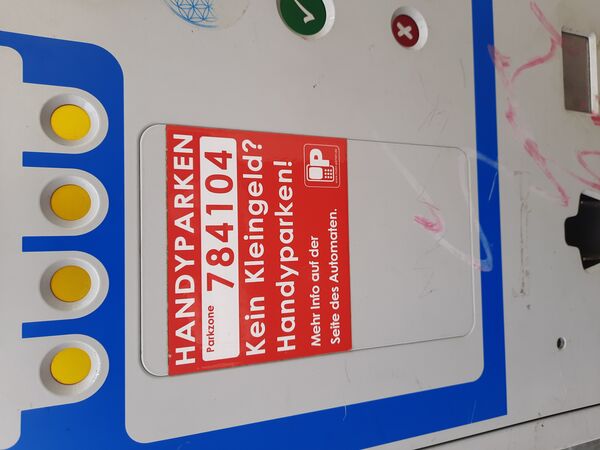 HANDYPARKEN
Parkzone 784104
Kein Kleingeld?
Handyparken!
Mehr Info auf der
Seite des Automaten.
P